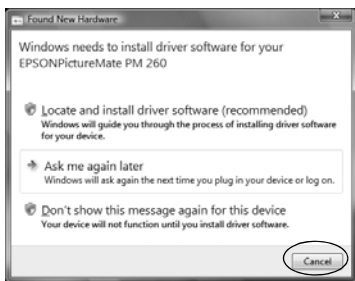 Found New Hardware
Windows needs to install driver software for your
EPSONPictureMate PM 260
Locate and install driver software (recommended)
Windows will guide you through the process of installing driver software
for your device.
Ask me again later
Windows will ask again the next time you plug in your device or log on.
Don't show this message again for this device
Your device will not function until you install driver software.
Cancel